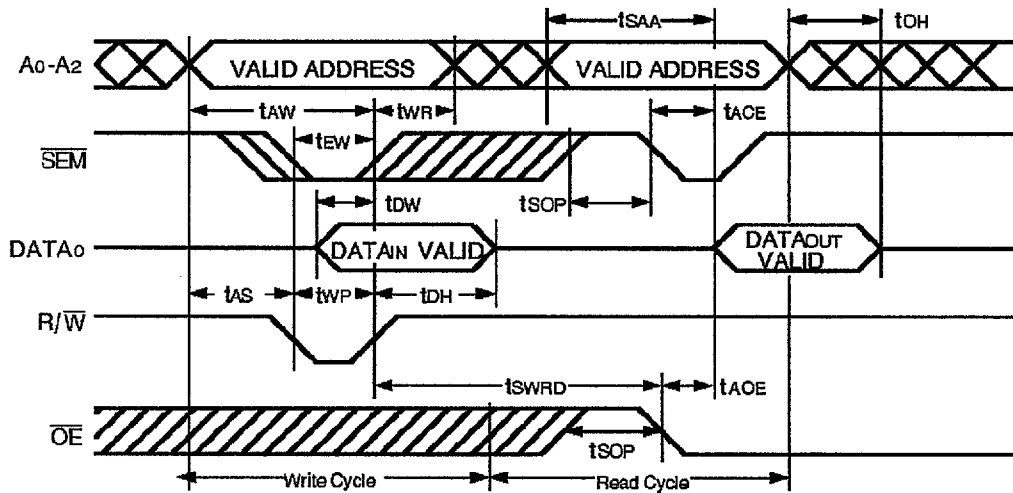 tSAA
tOH
A0-A2
VALID ADDRESS
VALID ADDRESS
tAW
tWR
tACE
SEM
tEW
tSOP
tDW
DATA0
DATAIN VALID
DATAOUT VALID
tAS
tWP
tDH
R/W
tSWRD
tAOE
OE
tSOP
Write Cycle
Read Cycle